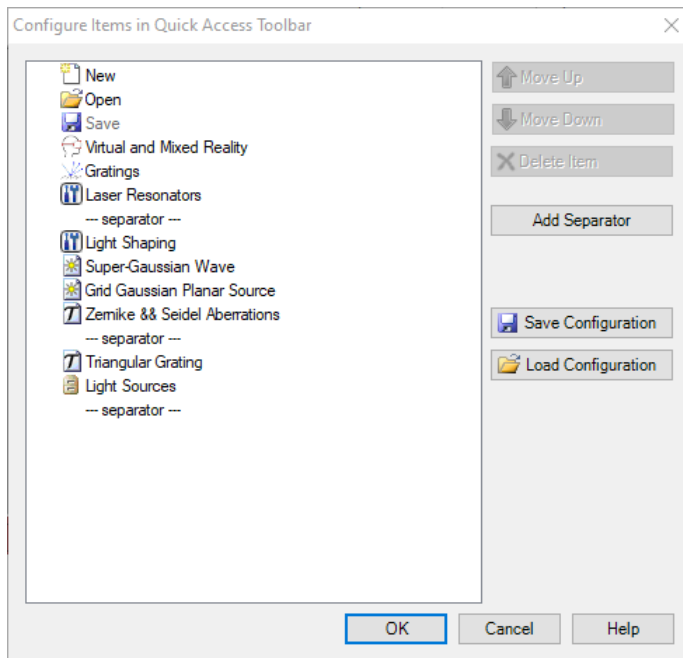 Configure Items in Quick Access Toolbar
New
Open
Save
Virtual and Mixed Reality
Gratings
Laser Resonators
--- separator ---
Light Shaping
Super-Gaussian Wave
Grid Gaussian Planar Source
Zernike && Seidel Aberrations
--- separator ---
Triangular Grating
Light Sources
--- separator ---
Move Up
Move Down
Delete Item
Add Separator
Save Configuration
Load Configuration
OK
Cancel
Help